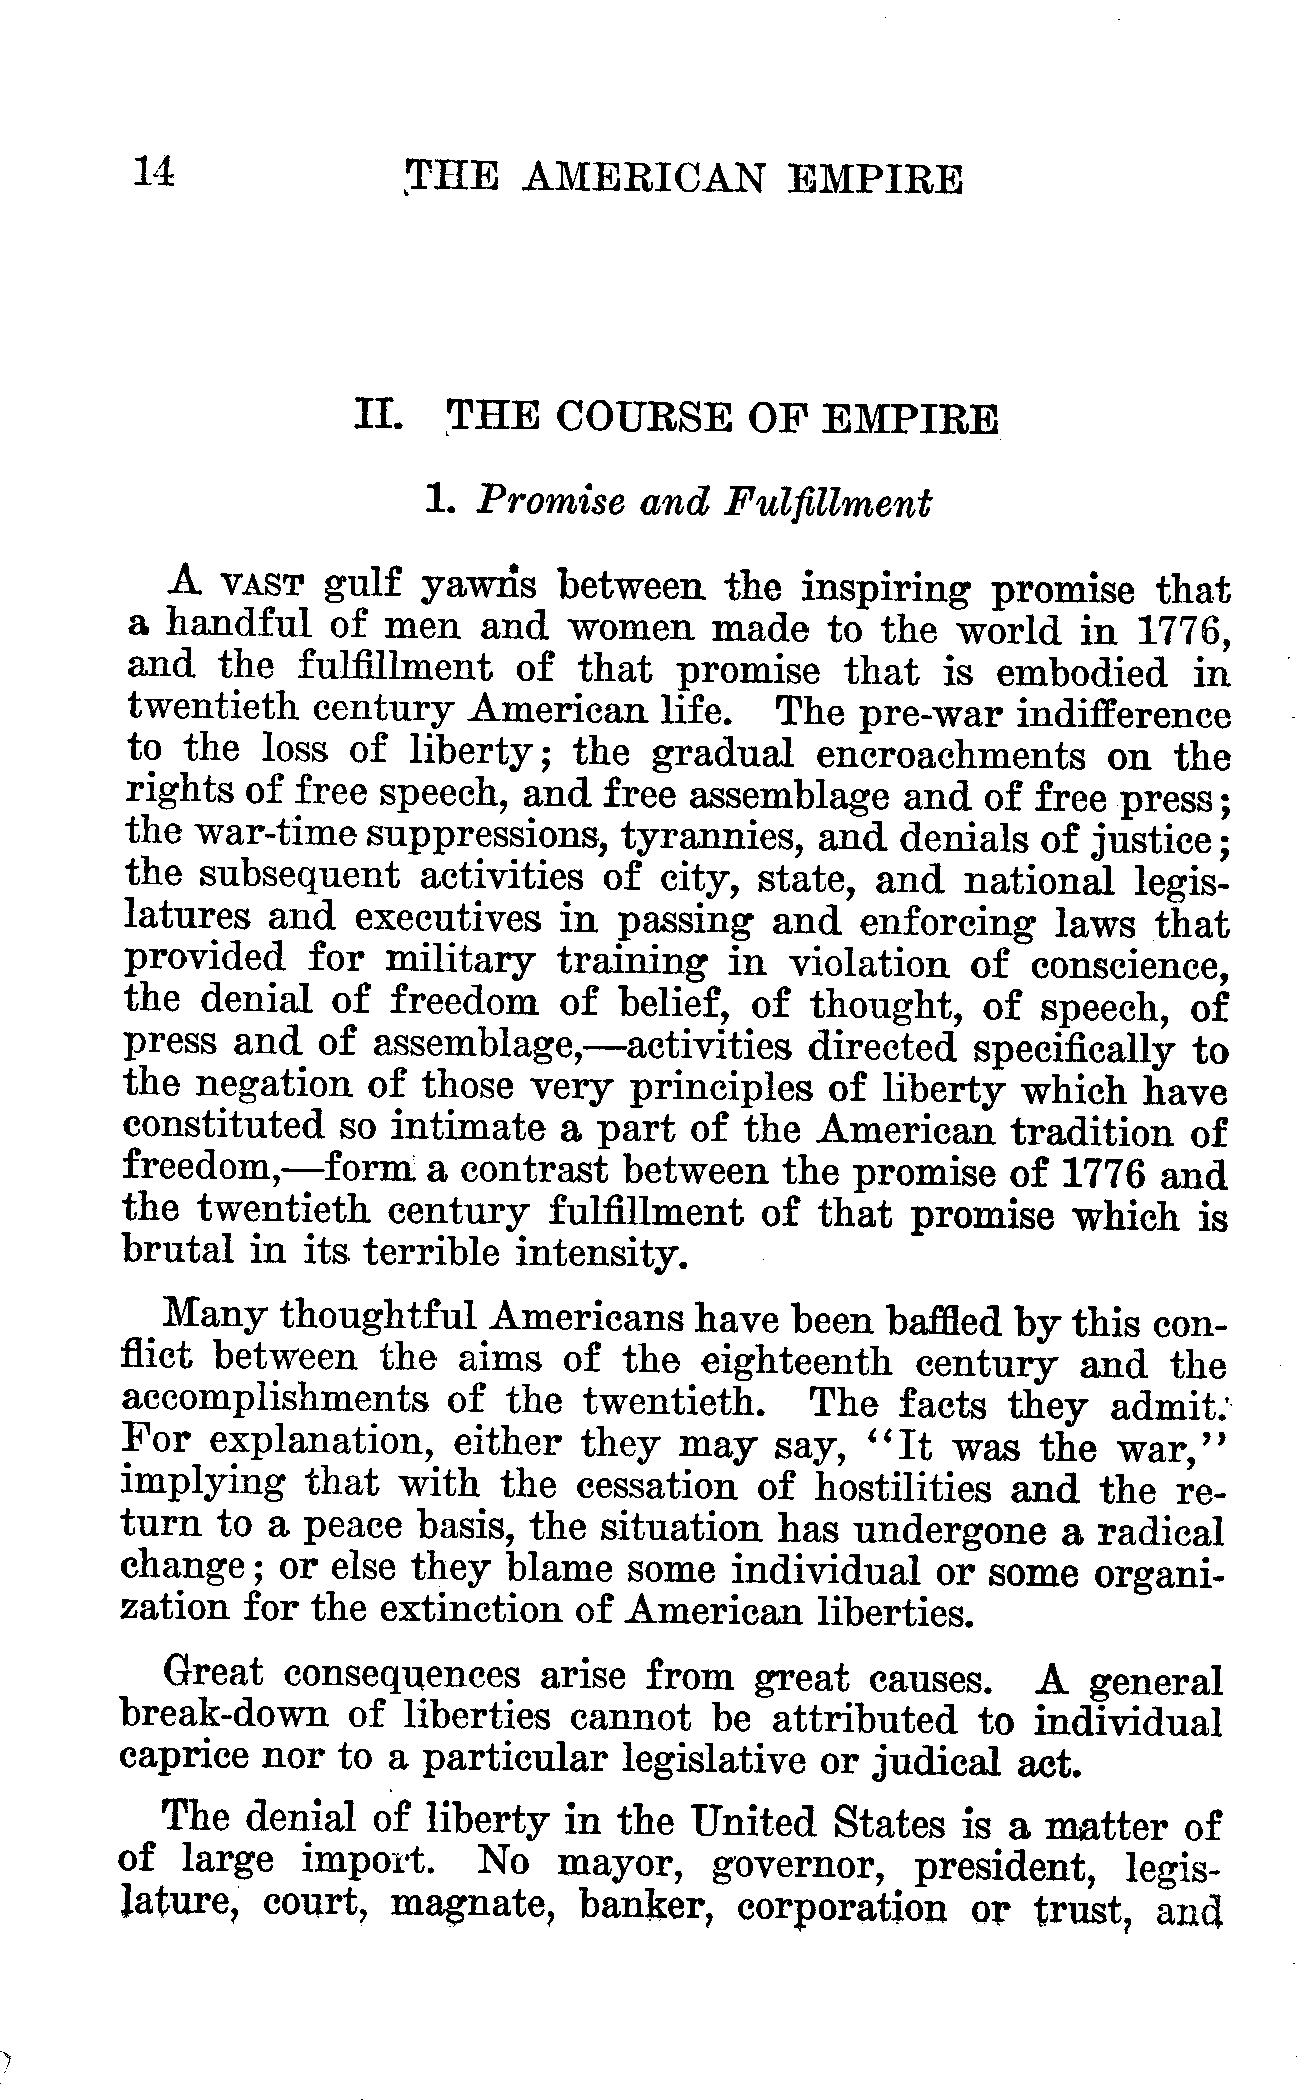 14 THE AMERICAN EMPIRE
II. THE COURSE OF EMPIRE
1. Promise and Fulfillment
A VAST gulf yawns between the inspiring promise that
a handful of men and women made to the world in 1776,
and the fulfillment of that promise that is embodied in
twentieth century American life. The pre-war indifference
to the loss of liberty; the gradual encroachments on the
rights of free speech, and free assemblage and of free press;
the war-time suppressions, tyrannies, and denials of justice;
the subsequent activities of city, state, and national legis-
latures and executives in passing and enforcing laws that
provided for military training in violation of conscience,
the denial of freedom of belief, of thought, of speech, of
press and of assemblage,—activities directed specifically to
the negation of those very principles of liberty which have
constituted so intimate a part of the American tradition of
freedom,—form a contrast between the promise of 1776 and
the twentieth century fulfillment of that promise which is
brutal in its terrible intensity.
Many thoughtful Americans have been baffled by this con-
flict between the aims of the eighteenth century and the
accomplishments of the twentieth. The facts they admit.
For explanation, either they may say, "It was the war,"
implying that with the cessation of hostilities and the re-
turn to a peace basis, the situation has undergone a radical
change; or else they blame some individual or some organi-
zation for the extinction of American liberties.
Great consequences arise from great causes. A general
break-down of liberties cannot be attributed to individual
caprice nor to a particular legislative or judical act.
The denial of liberty in the United States is a matter of
of large import. No mayor, governor, president, legis-
lature, court, magnate, banker, corporation or trust, and